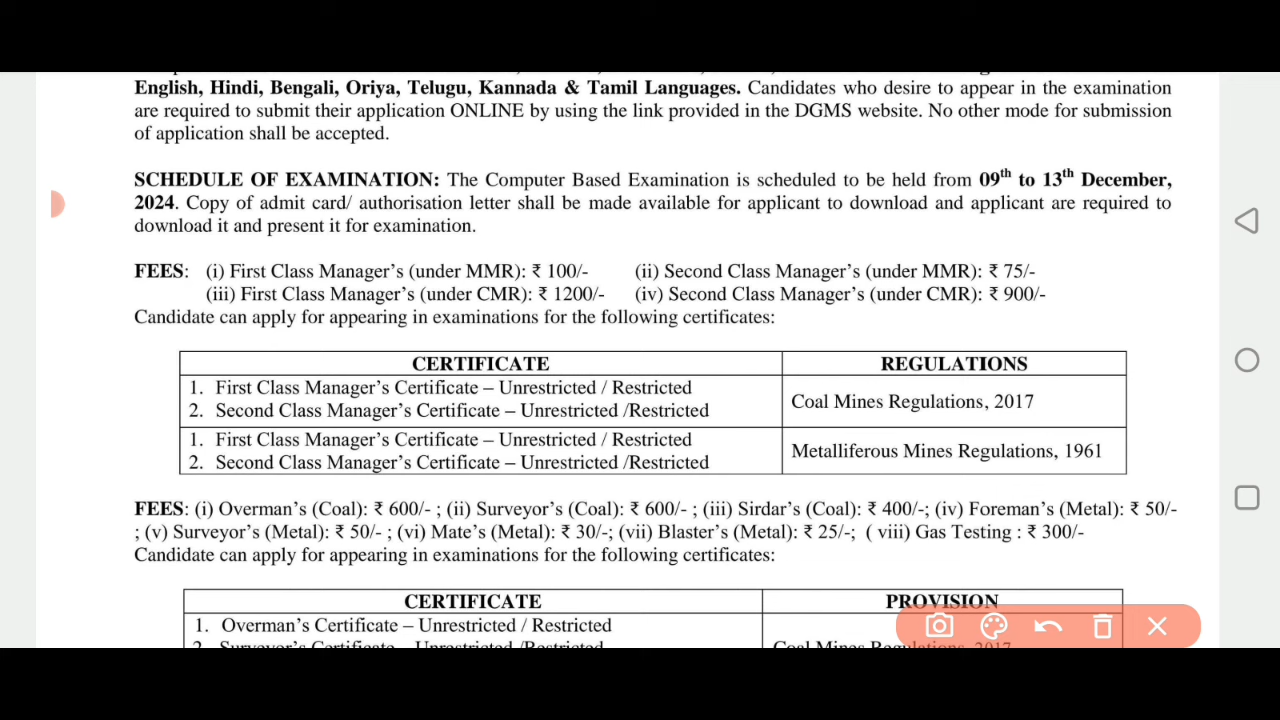 English, Hindi, Bengali, Oriya, Telugu, Kannada & Tamil Languages. Candidates who desire to appear in the examination
are required to submit their application ONLINE by using the link provided in the DGMS website. No other mode for submission
of application shall be accepted.
SCHEDULE OF EXAMINATION: The Computer Based Examination is scheduled to be held from 09th to 13th December,
2024. Copy of admit card/ authorisation letter shall be made available for applicant to download and applicant are required to
download it and present it for examination.
FEES: (i) First Class Manager’s (under MMR): ₹ 100/- (ii) Second Class Manager’s (under MMR): ₹ 75/-
(iii) First Class Manager’s (under CMR): ₹ 1200/- (iv) Second Class Manager’s (under CMR): ₹ 900/-
Candidate can apply for appearing in examinations for the following certificates:
CERTIFICATE REGULATIONS
1. First Class Manager’s Certificate – Unrestricted / Restricted
2. Second Class Manager’s Certificate – Unrestricted /Restricted
Coal Mines Regulations, 2017
1. First Class Manager’s Certificate – Unrestricted / Restricted
2. Second Class Manager’s Certificate – Unrestricted /Restricted
Metalliferous Mines Regulations, 1961
FEES: (i) Overman’s (Coal): ₹ 600/- ; (ii) Surveyor’s (Coal): ₹ 600/- ; (iii) Sirdar’s (Coal): ₹ 400/-; (iv) Foreman’s (Metal): ₹ 50/-
; (v) Surveyor’s (Metal): ₹ 50/- ; (vi) Mate’s (Metal): ₹ 30/-; (vii) Blaster’s (Metal): ₹ 25/-; ( viii) Gas Testing : ₹ 300/-
Candidate can apply for appearing in examinations for the following certificates:
CERTIFICATE PROVISION
1. Overman’s Certificate – Unrestricted / Restricted
2. Surveyor’s Certificate – Unrestricted /Restricted
Coal Mines Regulations, 2017